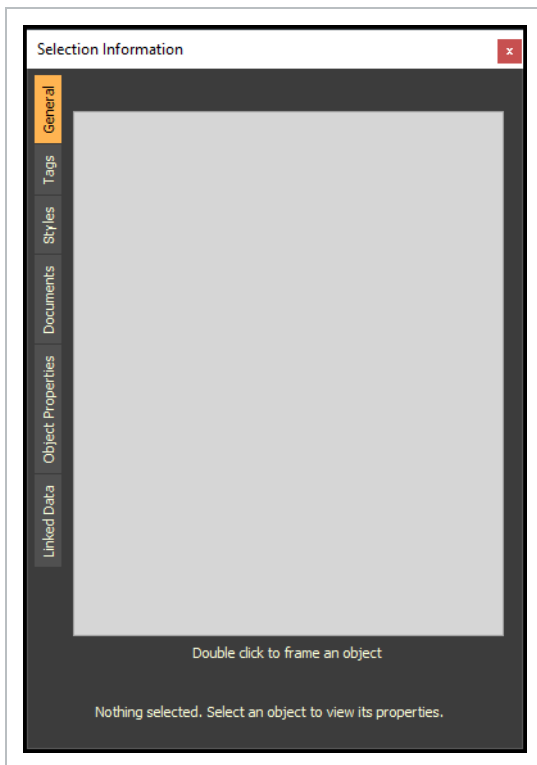 Selection Information
x
General
Tags
Styles
Documents
Object Properties
Linked Data
Double click to frame an object
Nothing selected. Select an object to view its properties.